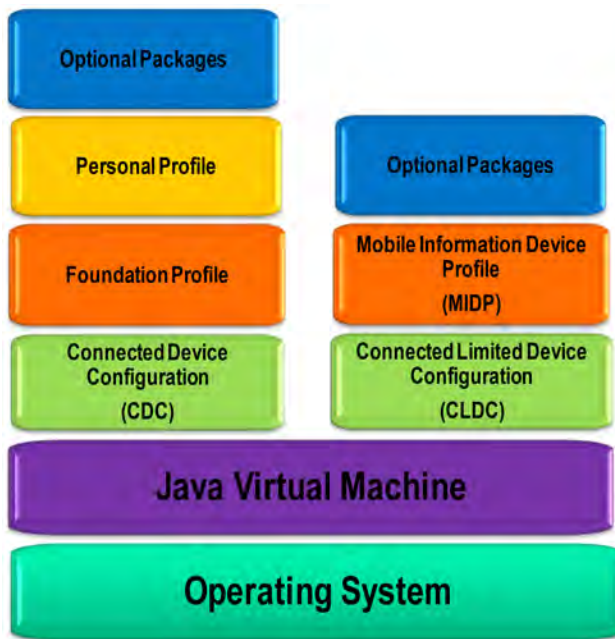 Optional Packages
Personal Profile
Optional Packages
Foundation Profile
Mobile Information Device
Profile
(MIDP)
Connected Device
Configuration
(CDC)
Connected Limited Device
Configuration
(CLDC)
Java Virtual Machine
Operating System